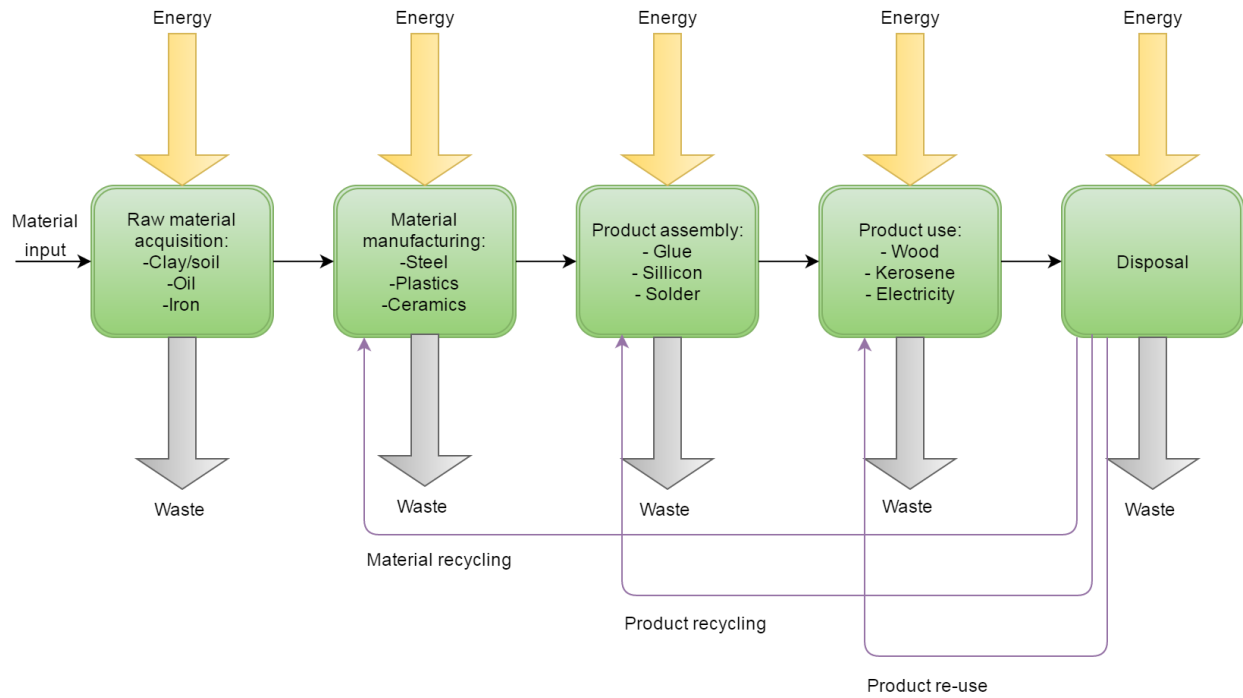 Energy
Energy
Energy
Energy
Energy
Material
input
Raw material
acquisition:
-Clay/soil
-Oil
-Iron
Material
manufacturing:
-Steel
-Plastics
-Ceramics
Product assembly:
- Glue
- Sillicon
- Solder
Product use:
- Wood
- Kerosene
- Electricity
Disposal
Waste
Waste
Waste
Waste
Waste
Material recycling
Product recycling
Product re-use